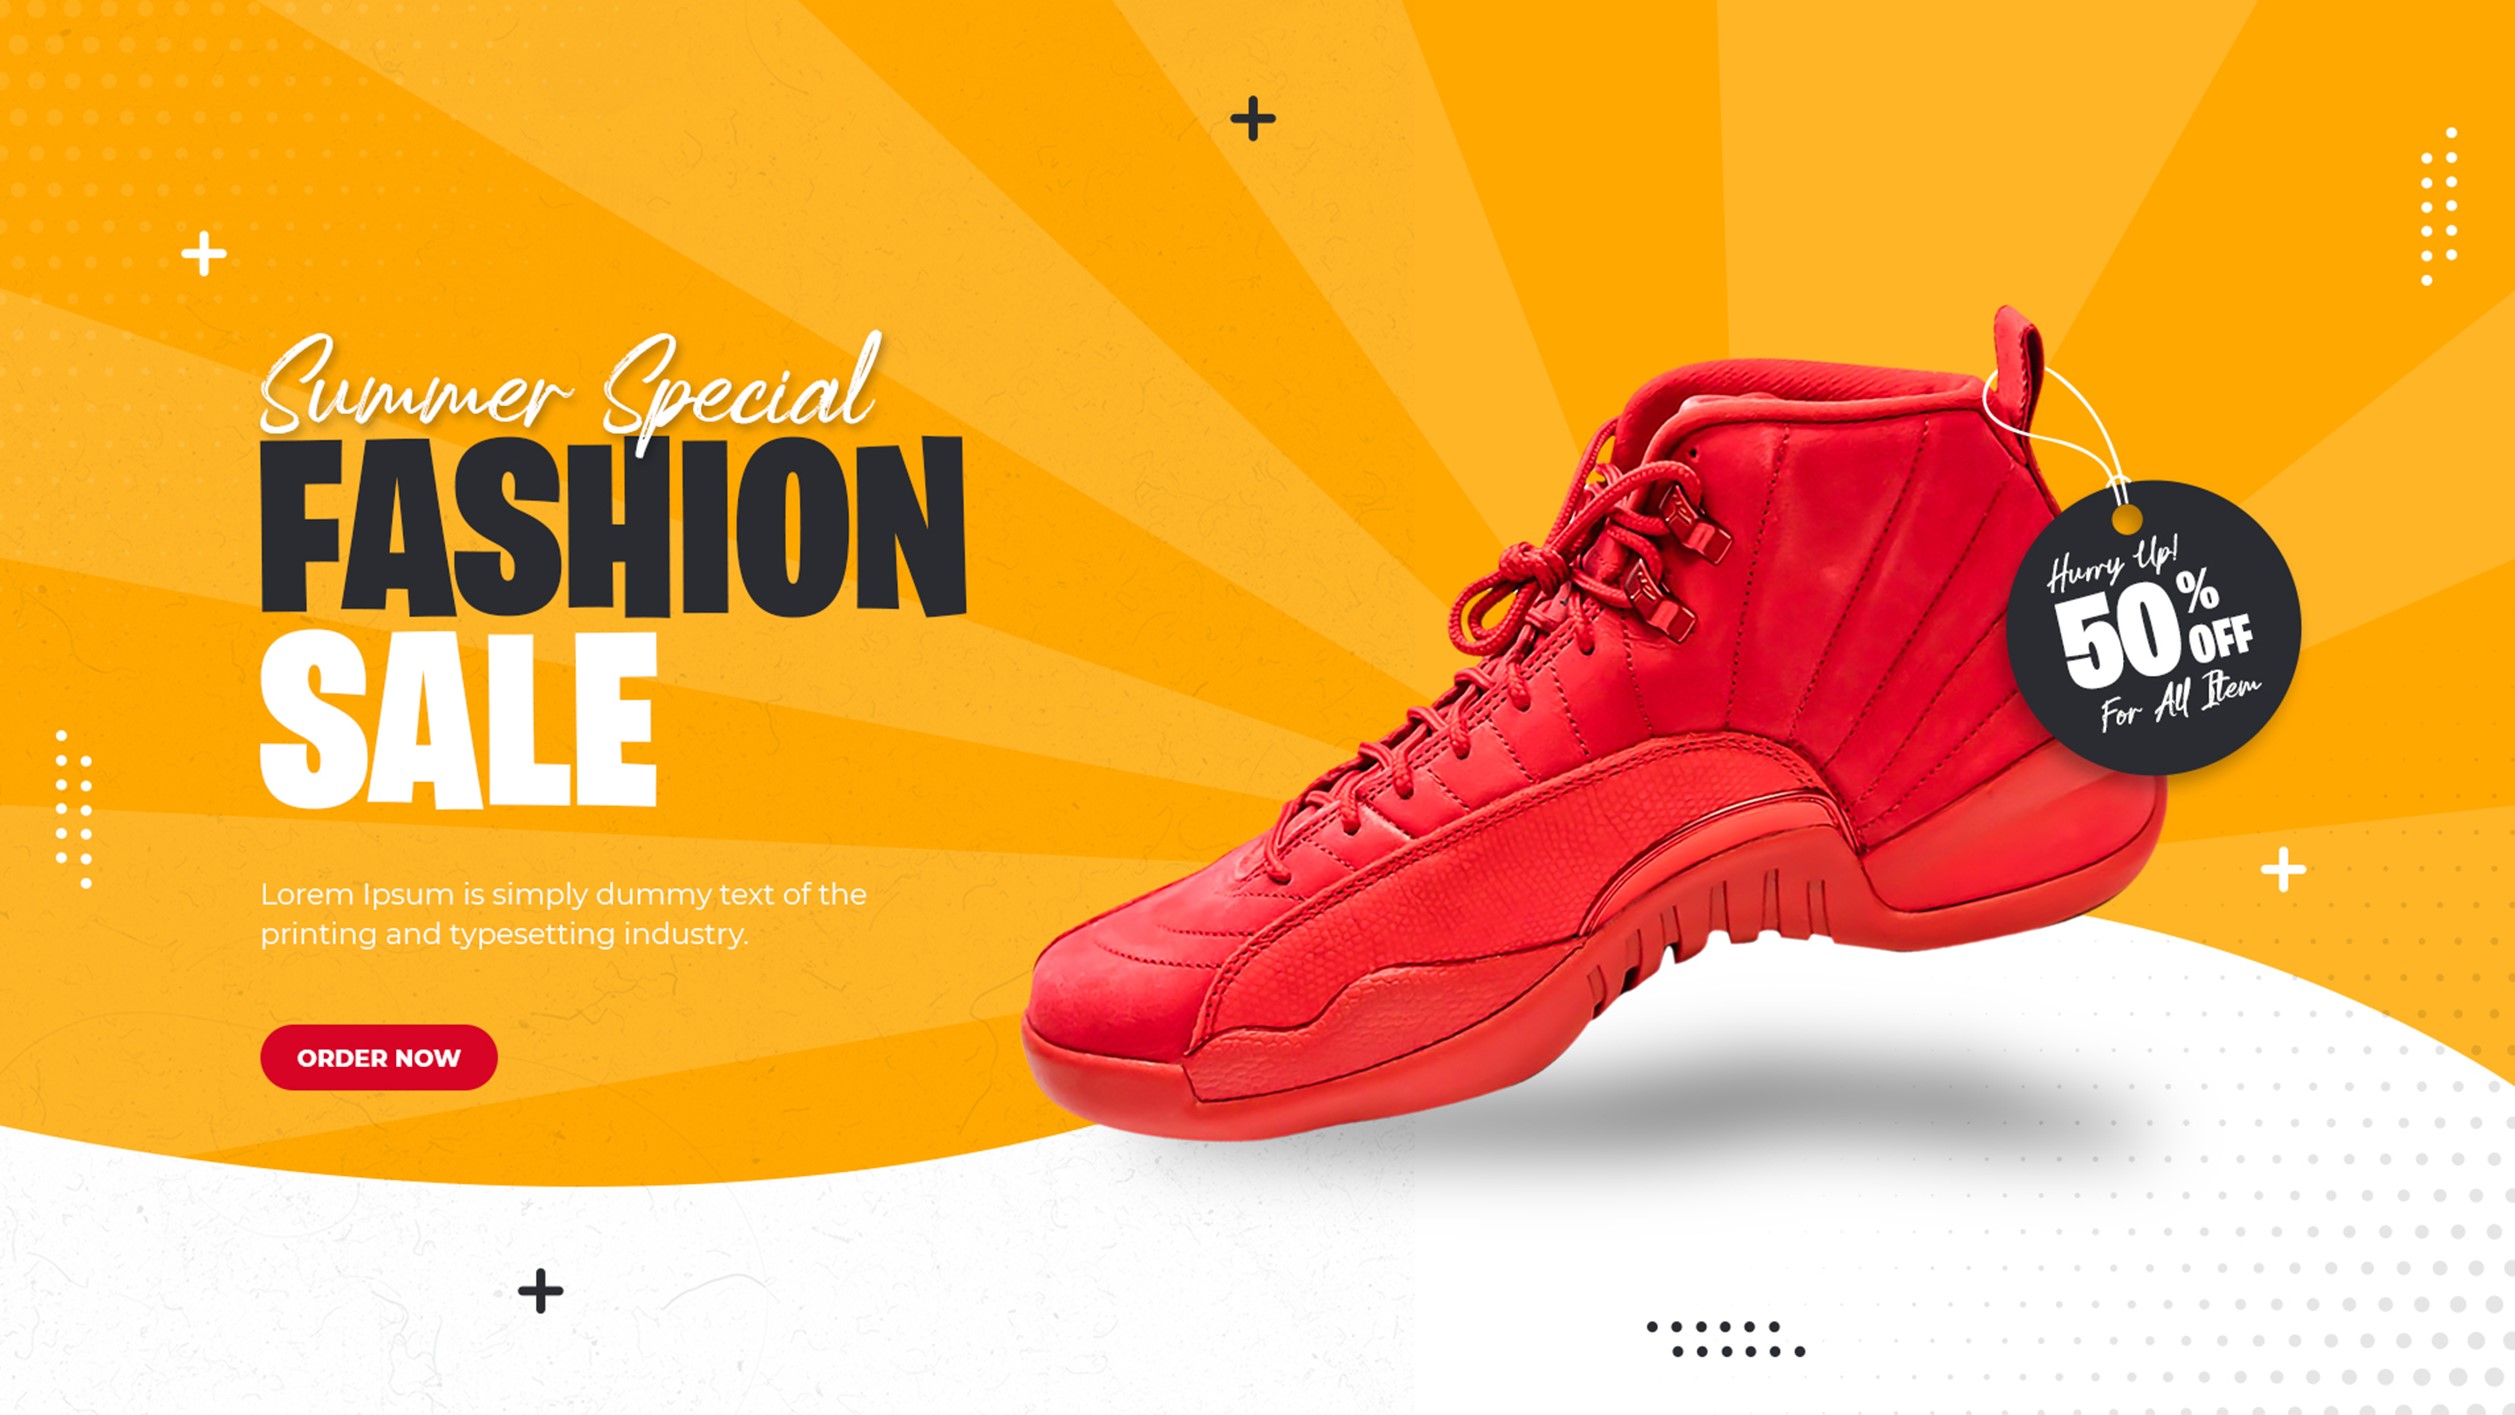 Summer Special
FASHION
SALE
Lorem Ipsum is simply dummy text of the
printing and typesetting industry.
ORDER NOW
Hurry Up!
50%
OFF
For All Item